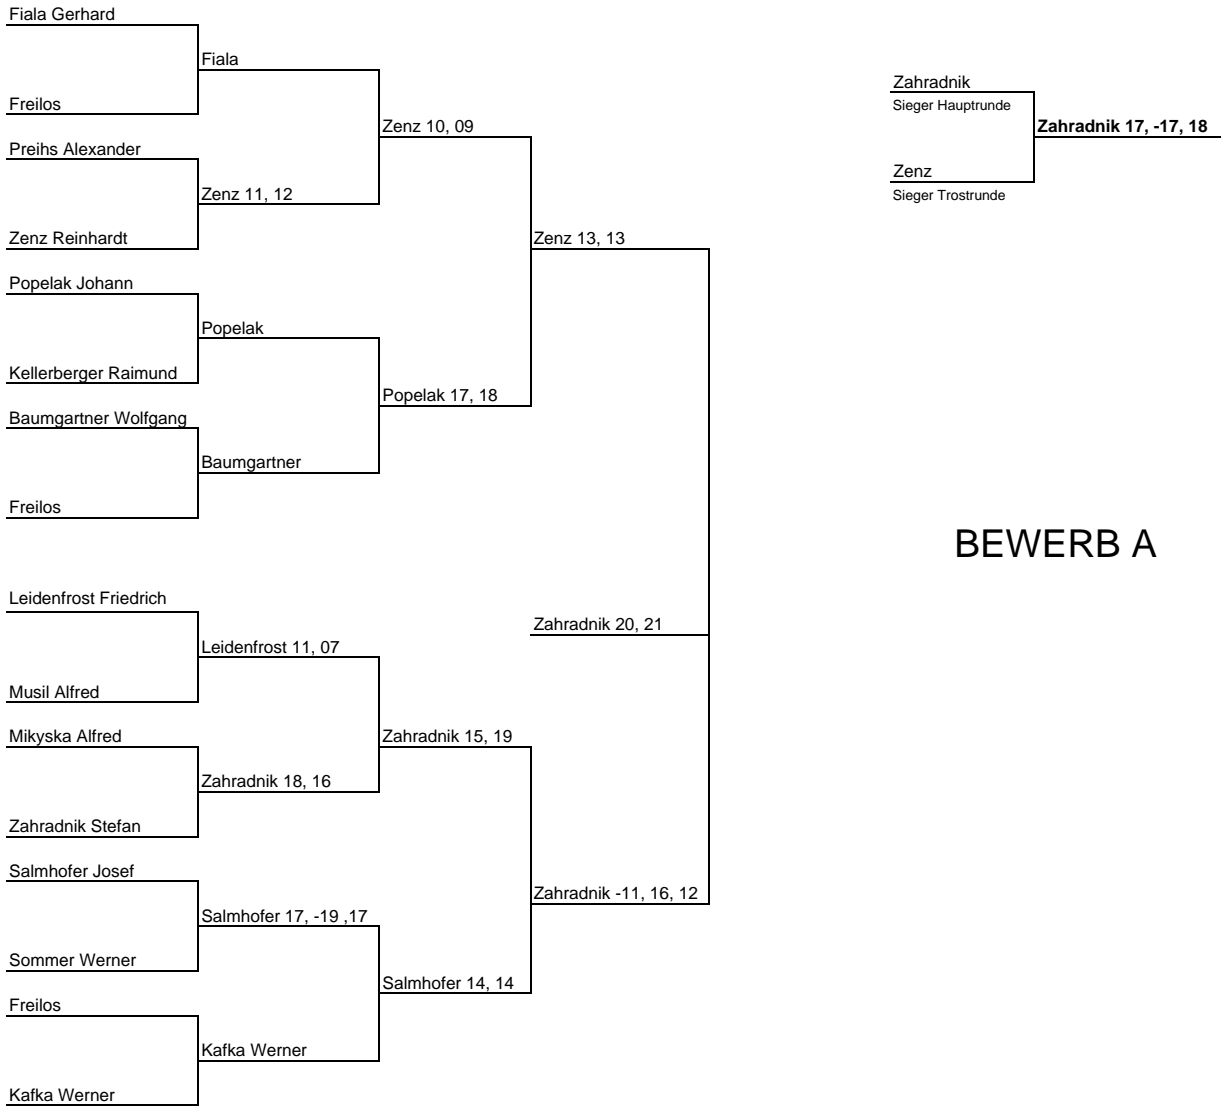 Fiala Gerhard
Fiala
Freilos
Zenz 10, 09
Preihs Alexander
Zenz 11, 12
Zenz Reinhardt
Zenz 13, 13
Popelak Johann
Popelak
Kellerberger Raimund
Popelak 17, 18
Baumgartner Wolfgang
Baumgartner
Freilos
Zahradnik
Sieger Hauptrunde
Zahradnik 17, -17, 18
Zenz
Sieger Trostrunde
BEWERB A
Leidenfrost Friedrich
Zahradnik 20, 21
Leidenfrost 11, 07
Musil Alfred
Mikyska Alfred
Zahradnik 15, 19
Zahradnik 18, 16
Zahradnik Stefan
Salmhofer Josef
Zahradnik -11, 16, 12
Salmhofer 17, -19 ,17
Sommer Werner
Salmhofer 14, 14
Freilos
Kafka Werner
Kafka Werner